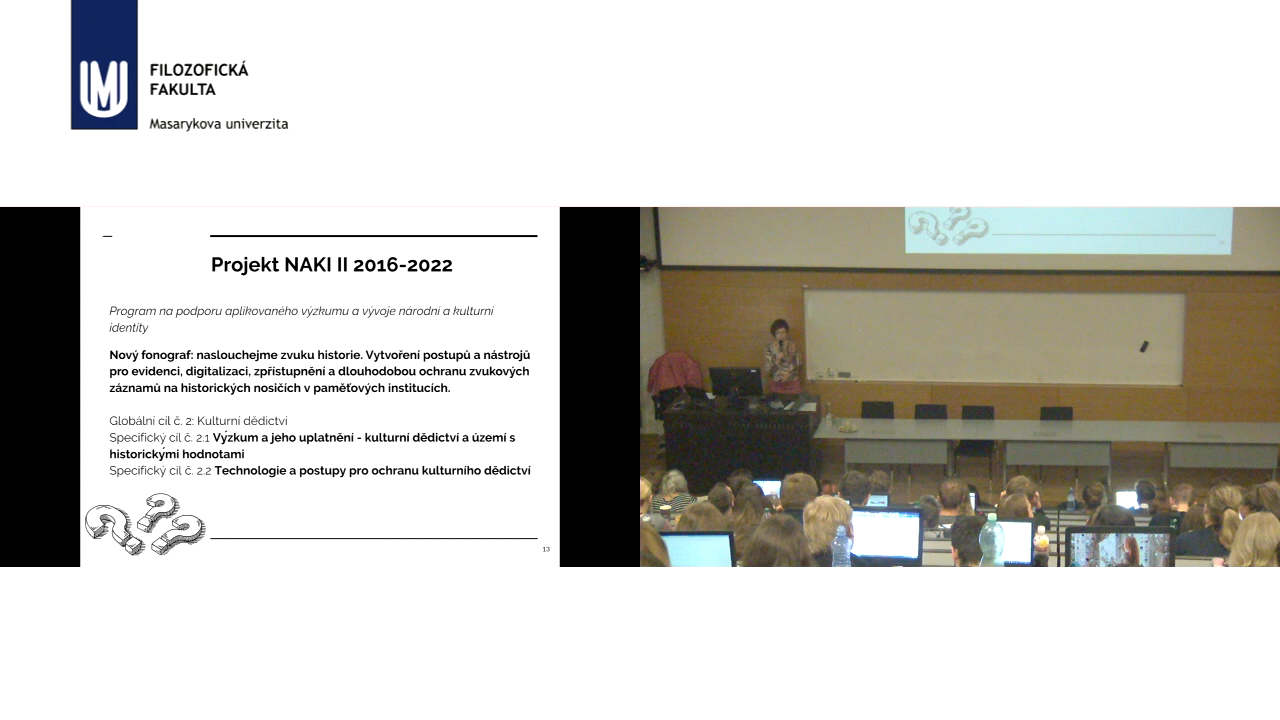 FILOZOFICKÁ
FAKULTA
Masarykova univerzita
Projekt NAKI II 2016-2022
Program na podporu aplikovaného výzkumu a vývoje národní a kulturní
identity
Nový fonograf: naslouchejme zvuku historie. Vytvoření postupů a nástrojů
pro evidenci, digitalizaci, zpřístupnění a dlouhodobou ochranu zvukových
záznamů na historických nosičích v paměťových institucích.
Globální cíl č. 2: Kulturní dědictví
Specifický cíl č. 2.1 Výzkum a jeho uplatnění - kulturní dědictví a území s
historickými hodnotami
Specifický cíl č. 2.2 Technologie a postupy pro ochranu kulturního dědictví
13